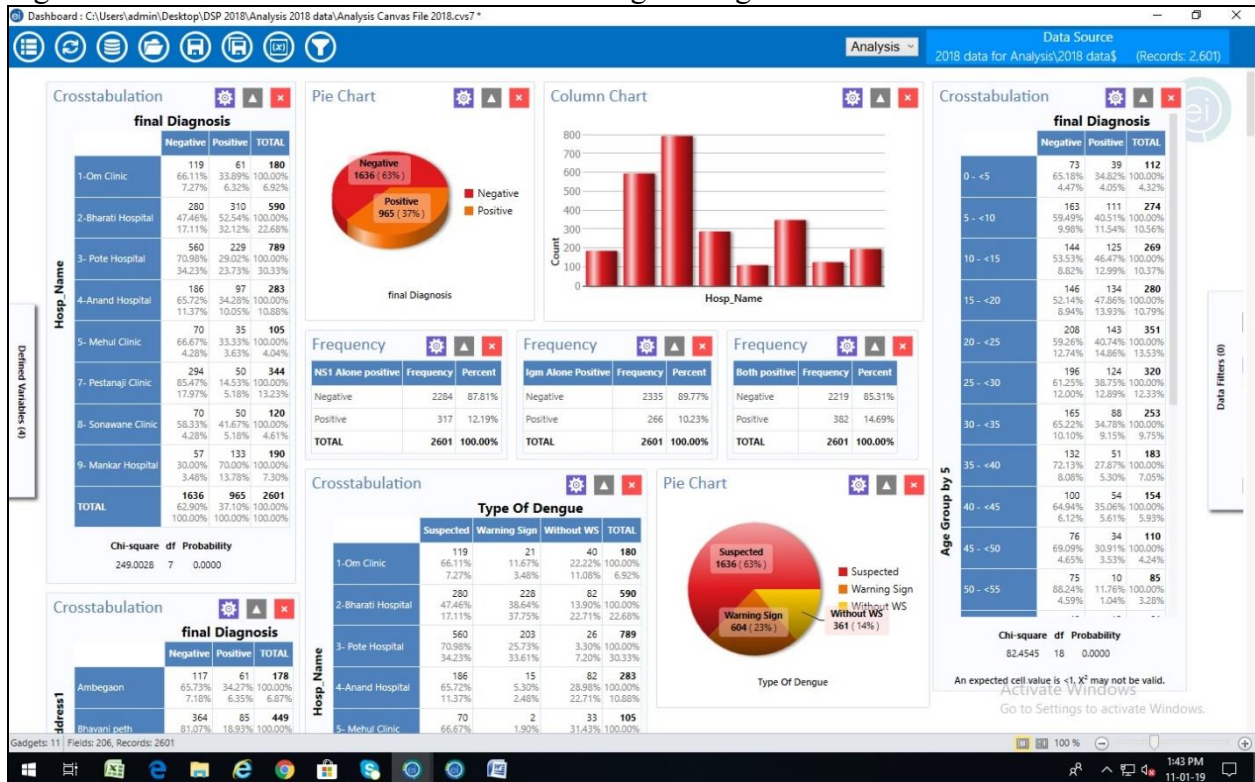 Dashboard : C:\Users\admin\Desktop\DSP 2018\Analysis 2018 data\Analysis Canvas File 2018.cvs7 *
Analysis
Data Source
2018 data for Analysis\2018 data$ (Records: 2,601)
Defined Variables (4)
Crosstabulation
final Diagnosis
Hosp_Name
Negative Positive TOTAL
1-Om Clinic 119 61 180
66.11% 33.89% 100.00%
7.27% 6.32% 6.92%
2-Bharati Hospital 280 310 590
47.46% 52.54% 100.00%
17.11% 32.12% 22.68%
3- Pote Hospital 560 229 789
70.98% 29.02% 100.00%
34.23% 23.73% 30.33%
4-Anand Hospital 186 97 283
65.72% 34.28% 100.00%
11.37% 10.05% 10.88%
5- Mehul Clinic 70 35 105
66.67% 33.33% 100.00%
4.28% 3.63% 4.04%
7- Pestanaji Clinic 294 50 344
85.47% 14.53% 100.00%
17.97% 5.18% 13.23%
8- Sonawane Clinic 70 50 120
58.33% 41.67% 100.00%
4.28% 5.18% 4.61%
9- Mankar Hospital 57 133 190
30.00% 70.00% 100.00%
3.48% 13.78% 7.30%
TOTAL 1636 965 2601
62.90% 37.10% 100.00%
100.00% 100.00% 100.00%
Chi-square df Probability
249.0028 7 0.0000
Crosstabulation
final Diagnosis
ddress1
Negative Positive TOTAL
Ambegaon 117 61 178
65.73% 34.27% 100.00%
7.18% 6.35% 6.87%
Bhavani peth 364 85 449
81.07% 18.93% 100.00%
Pie Chart
Negative
1636 ( 63% )
Positive
965 ( 37% )
Negative
Positive
final Diagnosis
Column Chart
Count
800
700
600
500
400
300
200
100
0
Hosp_Name
Frequency
NS1 Alone positive Frequency Percent
Negative 2284 87.81%
Positive 317 12.19%
TOTAL 2601 100.00%
Frequency
Igm Alone Positive Frequency Percent
Negative 2335 89.77%
Positive 266 10.23%
TOTAL 2601 100.00%
Frequency
Both positive Frequency Percent
Negative 2219 85.31%
Positive 382 14.69%
TOTAL 2601 100.00%
Crosstabulation
Type Of Dengue
Hosp_Name
Suspected Warning Sign Without WS TOTAL
1-Om Clinic 119 21 40 180
66.11% 11.67% 22.22% 100.00%
7.27% 3.48% 11.08% 6.92%
2-Bharati Hospital 280 228 82 590
47.46% 38.64% 13.90% 100.00%
17.11% 37.75% 22.71% 22.68%
3- Pote Hospital 560 203 26 789
70.98% 25.73% 3.30% 100.00%
34.23% 33.61% 7.20% 30.33%
4-Anand Hospital 186 15 82 283
65.72% 5.30% 28.98% 100.00%
11.37% 2.48% 22.71% 10.88%
5- Mehul Clinic 70 2 33 105
66.67% 1.90% 31.43% 100.00%
Pie Chart
Suspected
1636 ( 63% )
Warning Sign
604 ( 23% )
Without WS
361 ( 14% )
Suspected
Warning Sign
Without WS
Type Of Dengue
Crosstabulation
final Diagnosis
Age Group by 5
Negative Positive TOTAL
0 - <5 73 39 112
65.18% 34.82% 100.00%
4.47% 4.05% 4.32%
5 - <10 163 111 274
59.49% 40.51% 100.00%
9.98% 11.54% 10.56%
10 - <15 144 125 269
53.53% 46.47% 100.00%
8.82% 12.99% 10.37%
15 - <20 146 134 280
52.14% 47.86% 100.00%
8.94% 13.93% 10.79%
20 - <25 208 143 351
59.26% 40.74% 100.00%
12.74% 14.86% 13.53%
25 - <30 196 124 320
61.25% 38.75% 100.00%
12.00% 12.89% 12.33%
30 - <35 165 88 253
65.22% 34.78% 100.00%
10.10% 9.15% 9.75%
35 - <40 132 51 183
72.13% 27.87% 100.00%
8.08% 5.30% 7.05%
40 - <45 100 54 154
64.94% 35.06% 100.00%
6.12% 5.61% 5.93%
45 - <50 76 34 110
69.09% 30.91% 100.00%
4.65% 3.53% 4.24%
50 - <55 75 10 85
88.24% 11.76% 100.00%
4.59% 1.04% 3.28%
Chi-square df Probability
82.4545 18 0.0000
An expected cell value is <1. X² may not be valid.
Data Filters (0)
Activate Windows
Go to Settings to activate Windows.
Gadgets: 11 Fields: 206, Records: 2601
100 %
1:43 PM
11-01-19